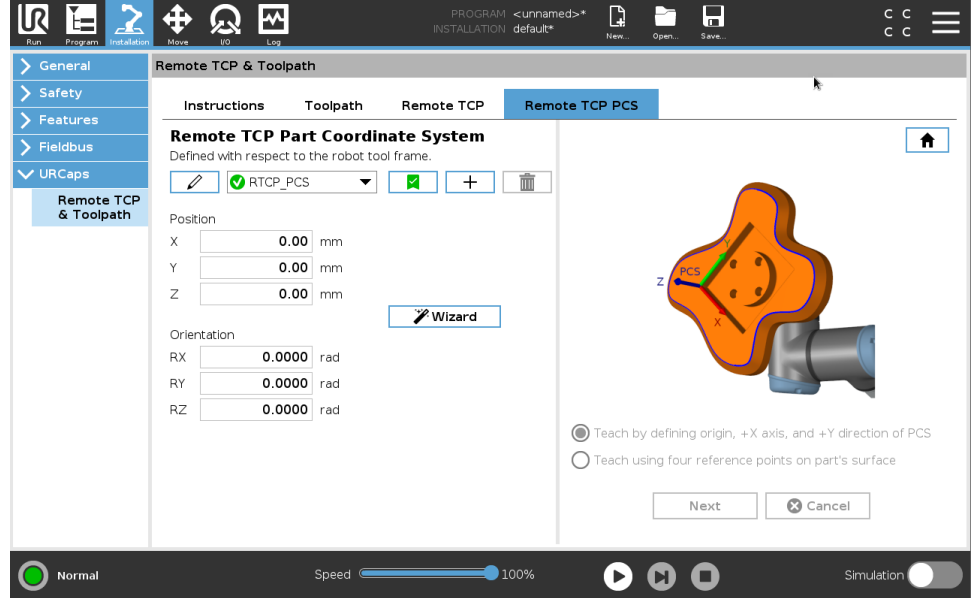 PROGRAM <unnamed>*
INSTALLATION default*
UR
Run
Program
Installation
Move
I/O
Log
New...
Open...
Save...
C C
C C
General
Safety
Features
Fieldbus
URCaps
Remote TCP
& Toolpath
Remote TCP & Toolpath
Instructions
Toolpath
Remote TCP
Remote TCP PCS
Remote TCP Part Coordinate System
Defined with respect to the robot tool frame.
RTCP_PCS
Position
X 0.00 mm
Y 0.00 mm
Z 0.00 mm
Wizard
Orientation
RX 0.0000 rad
RY 0.0000 rad
RZ 0.0000 rad
Y
PCS
Z
X
Teach by defining origin, +X axis, and +Y direction of PCS
Teach using four reference points on part's surface
Next
Cancel
Normal
Speed
100%
Simulation